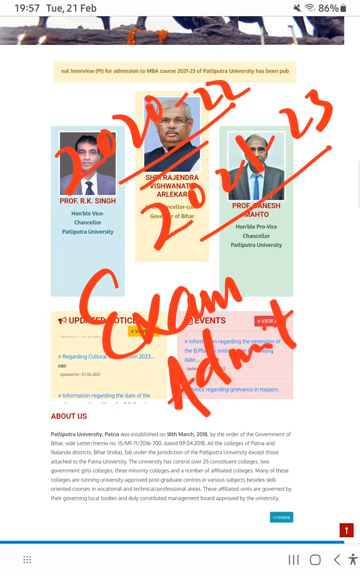 19:57 Tue, 21 Feb
86%
nal Interview (PI) for admission to MBA course 2021-23 of Patliputra University has been pub
2020-22
2021-23
PROF. R.K. SINGH
Hon'ble Vice-
Chancellor
Patliputra University
SHRI RAJENDRA
VISHWANATH
ARLEKAR
Governor of Bihar
PROF. GANESH
MAHTO
Hon'ble Pro-Vice
Chancellor
Patliputra University
Exam
UPDATED NOTICE
EVENTS
VIEW
» Regarding Cultural 2023...
Updated On : 01-02-2023
» Information regarding the date of the
» Information regarding the extension of
the B.Ph
date...
notice regarding grievance in toppers
ABOUT US
Patliputra University, Patna was established on 18th March, 2018, by the order of the Government of
Bihar, vide Letter/memo no. 15/M1-71/2016-700, dated 09.04.2018. All the colleges of Patna and
Nalanda districts, Bihar (India), fall under the jurisdiction of the Patliputra University except those
attached to the Patna University. The University has control over 25 constituent colleges, two
government girls colleges, three minority colleges and a number of affiliated colleges. Many of these
colleges are running university-approved post-graduate centres in various subjects besides skill-
oriented courses in vocational and technical/professional areas. These affiliated units are governed by
their governing local bodies and duly constituted management board approved by the university.